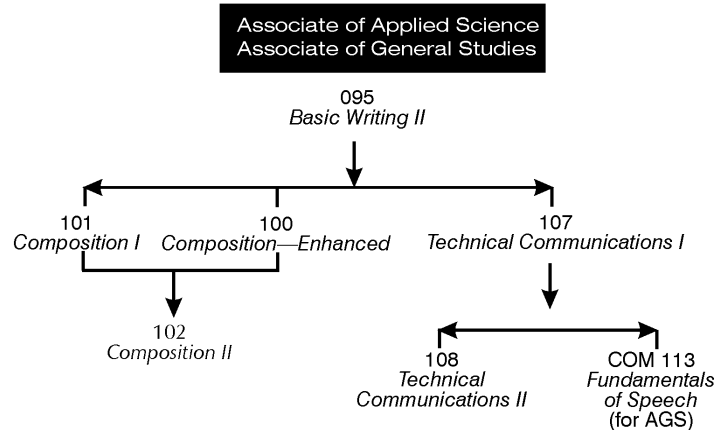 Associate of Applied Science
Associate of General Studies
095
Basic Writing II
101
Composition I
100
Composition—Enhanced
107
Technical Communications I
102
Composition II
108
Technical
Communications II
COM 113
Fundamentals
of Speech
(for AGS)